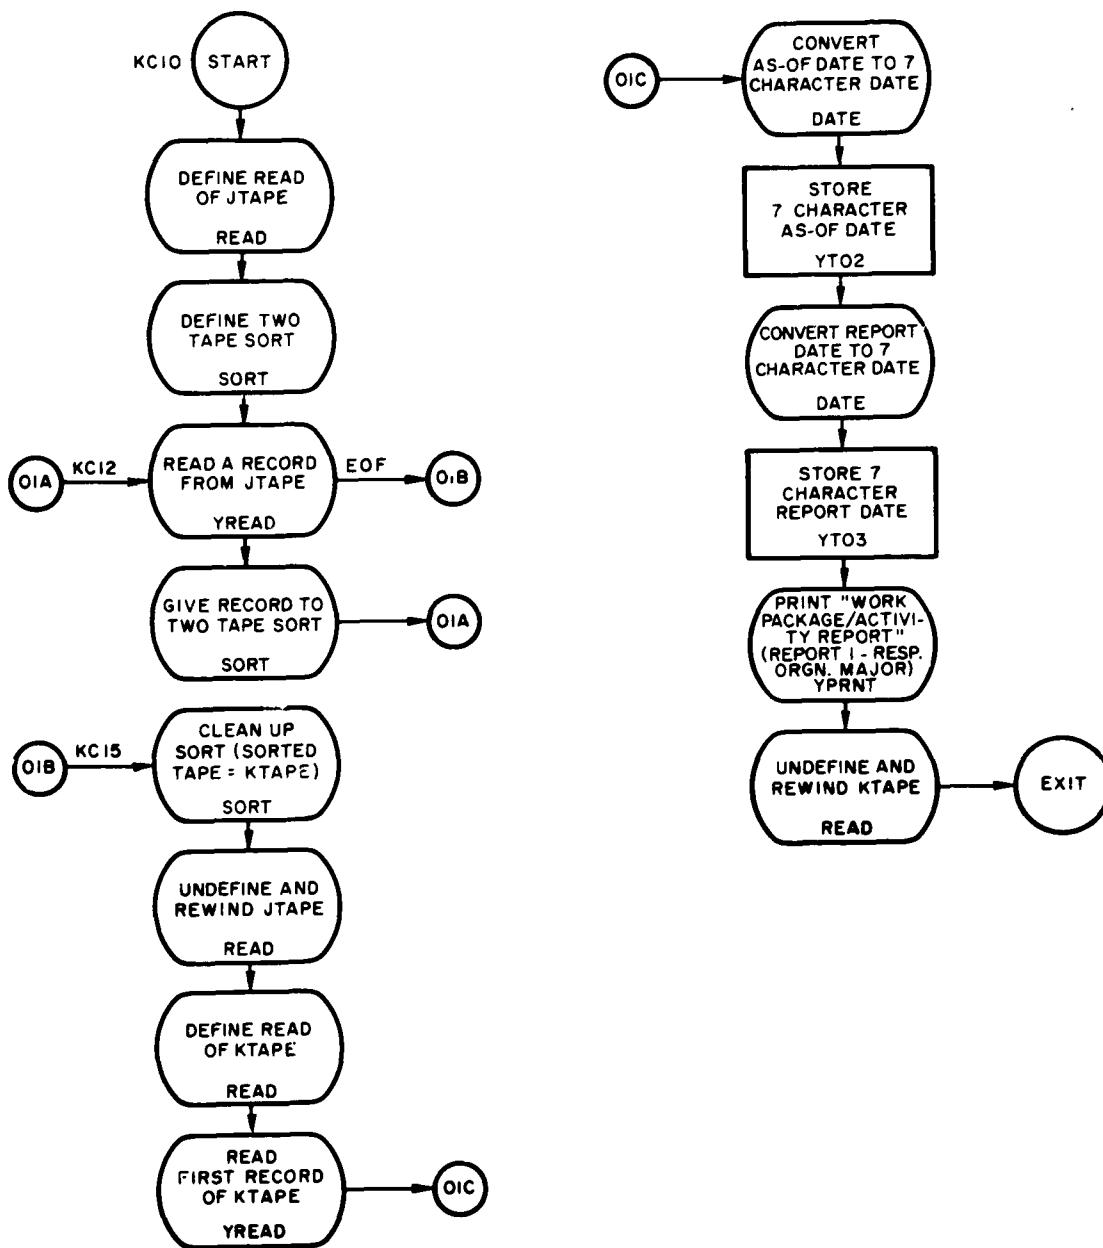 KC10
START
DEFINE READ
OF JTAPE
READ
DEFINE TWO
TAPE SORT
SORT
01A
KC12
READ A RECORD
FROM JTAPE
YREAD
EOF
01B
GIVE RECORD TO
TWO TAPE SORT
SORT
01A
01B
KC15
CLEAN UP
SORT (SORTED
TAPE = KTAPE)
SORT
UNDEFINE AND
REWIND JTAPE
READ
DEFINE READ
OF KTAPE
READ
READ
FIRST RECORD
OF KTAPE
YREAD
01C
01C
CONVERT
AS-OF DATE TO 7
CHARACTER DATE
DATE
STORE
7 CHARACTER
AS-OF DATE
YT02
CONVERT REPORT
DATE TO 7
CHARACTER DATE
DATE
STORE 7
CHARACTER
REPORT DATE
YT03
PRINT "WORK
PACKAGE/ACTIVI-
TY REPORT"
(REPORT I - RESP.
ORGN. MAJOR)
YPRNT
UNDEFINE AND
REWIND KTAPE
READ
EXIT